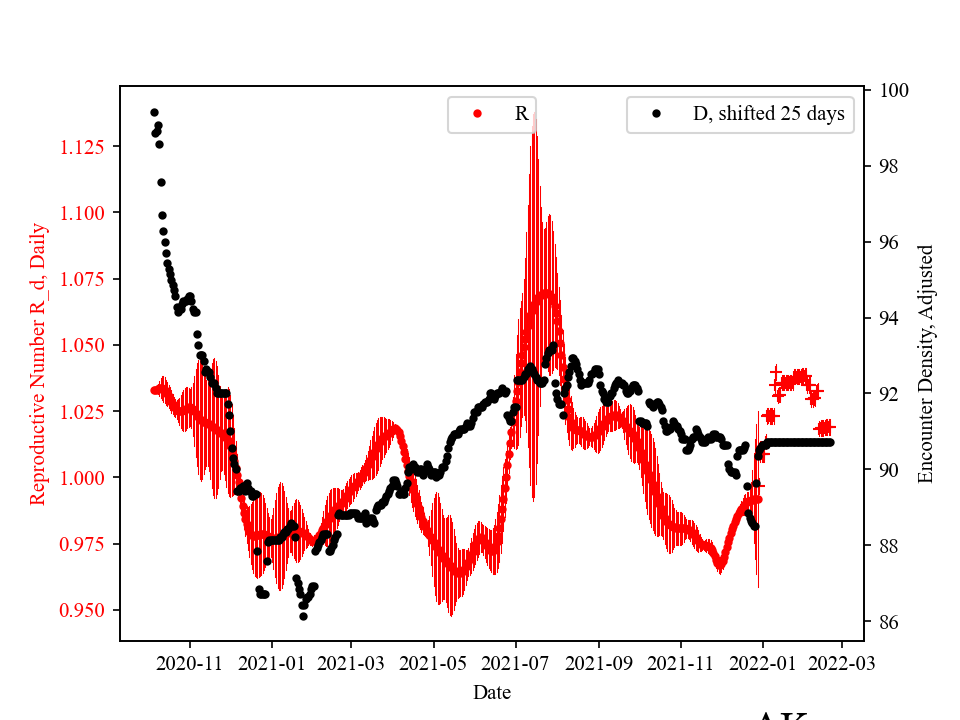 R
D, shifted 25 days
1.125
1.100
1.075
1.050
1.025
1.000
0.975
0.950
Reproductive Number R_d, Daily
100
98
96
94
92
90
88
86
Encounter Density, Adjusted
2020-11 2021-01 2021-03 2021-05 2021-07 2021-09 2021-11 2022-01 2022-03
Date
AK